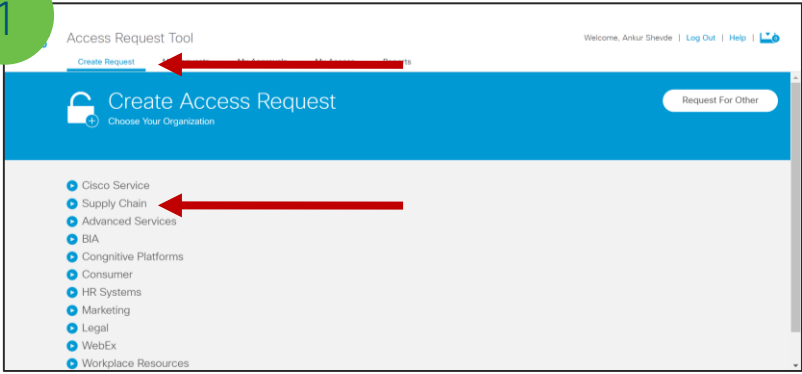 1
Access Request Tool
Welcome, Ankur Shevde | Log Out | Help |
Create Request
Create Access Request
Choose Your Organization
Request For Other
Cisco Service
Supply Chain
Advanced Services
BIA
Congnitive Platforms
Consumer
HR Systems
Marketing
Legal
WebEx
Workplace Resources